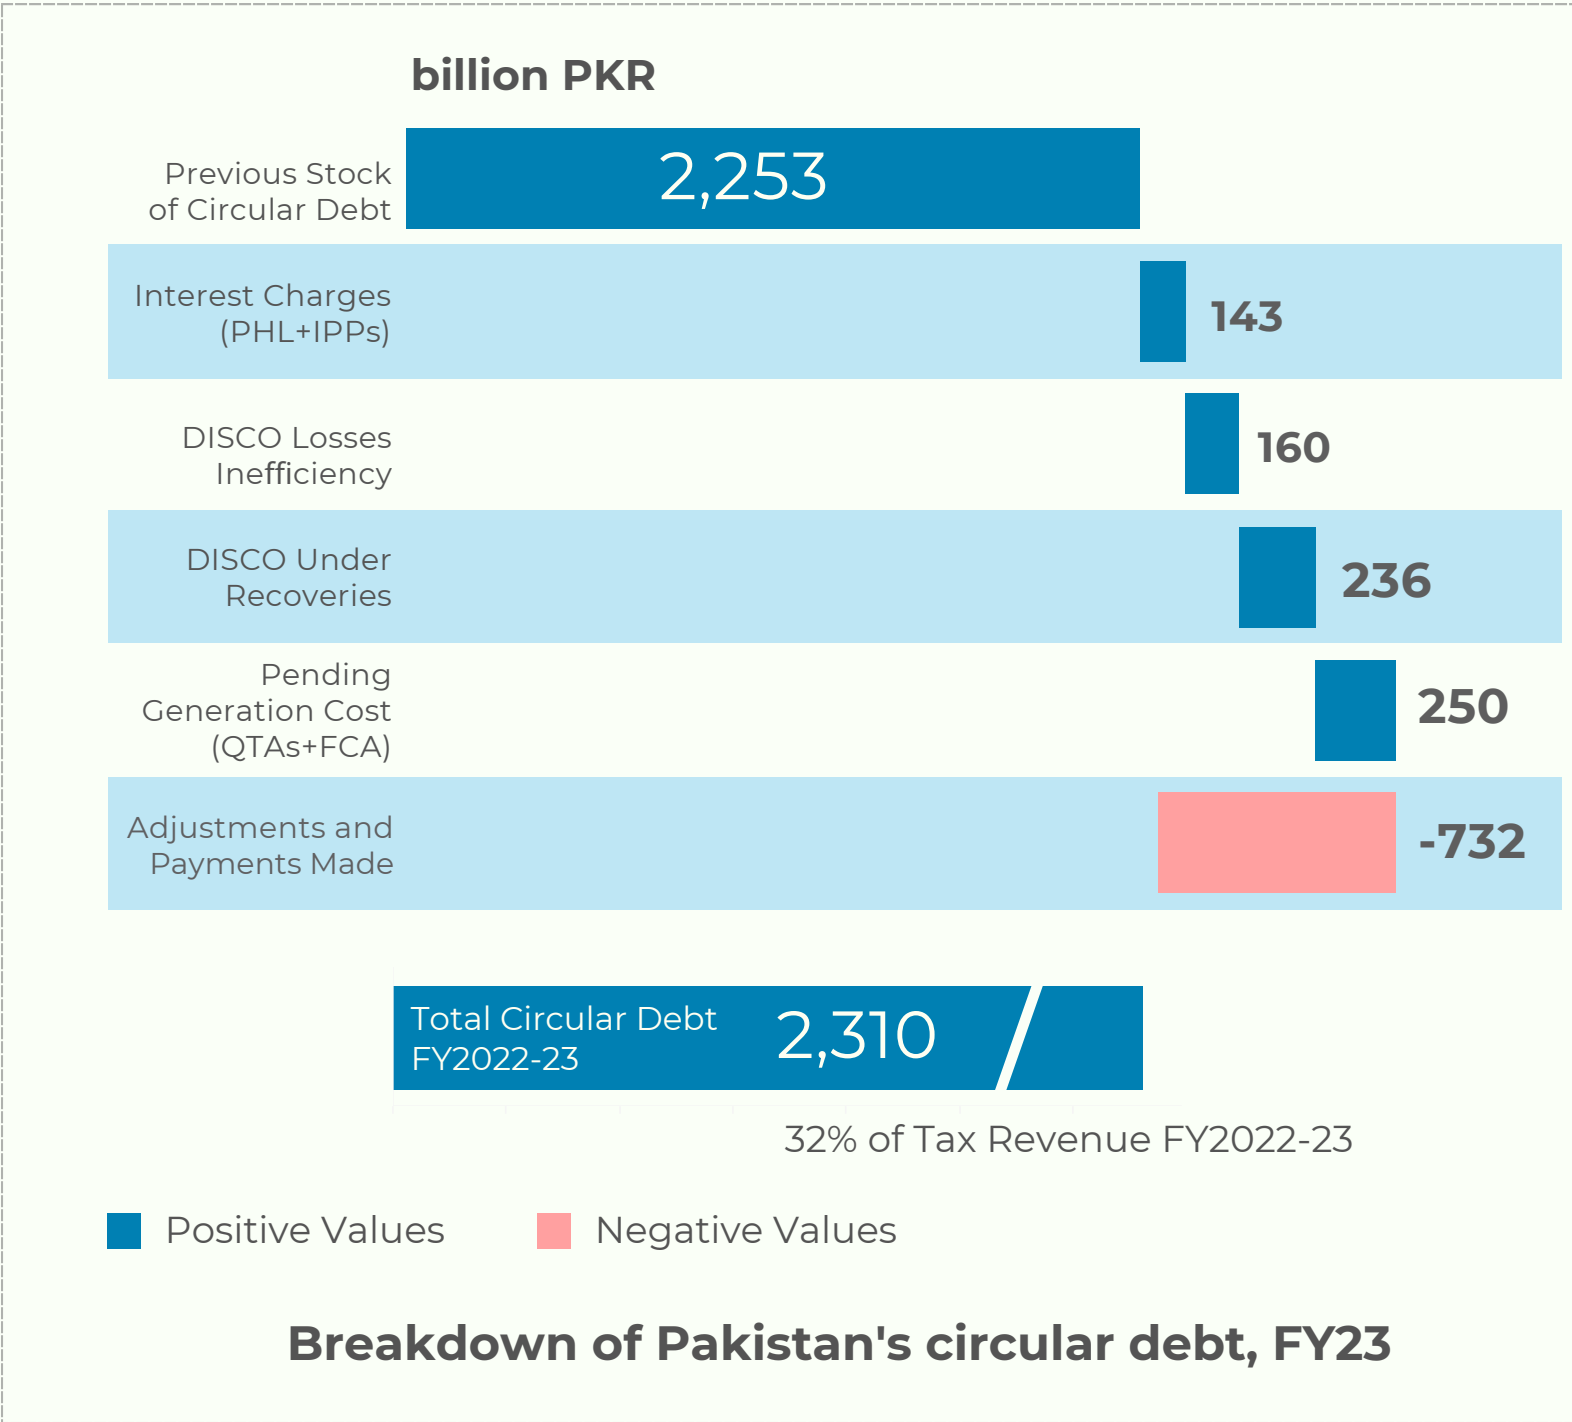 billion PKR
Previous Stock
of Circular Debt
2,253
Interest Charges
(PHL+IPPs)
143
DISCO Losses
Inefficiency
160
DISCO Under
Recoveries
236
Pending
Generation Cost
(QTAs+FCA)
250
Adjustments and
Payments Made
-732
Total Circular Debt
FY2022-23
2,310
32% of Tax Revenue FY2022-23
Positive Values
Negative Values
Breakdown of Pakistan's circular debt, FY23